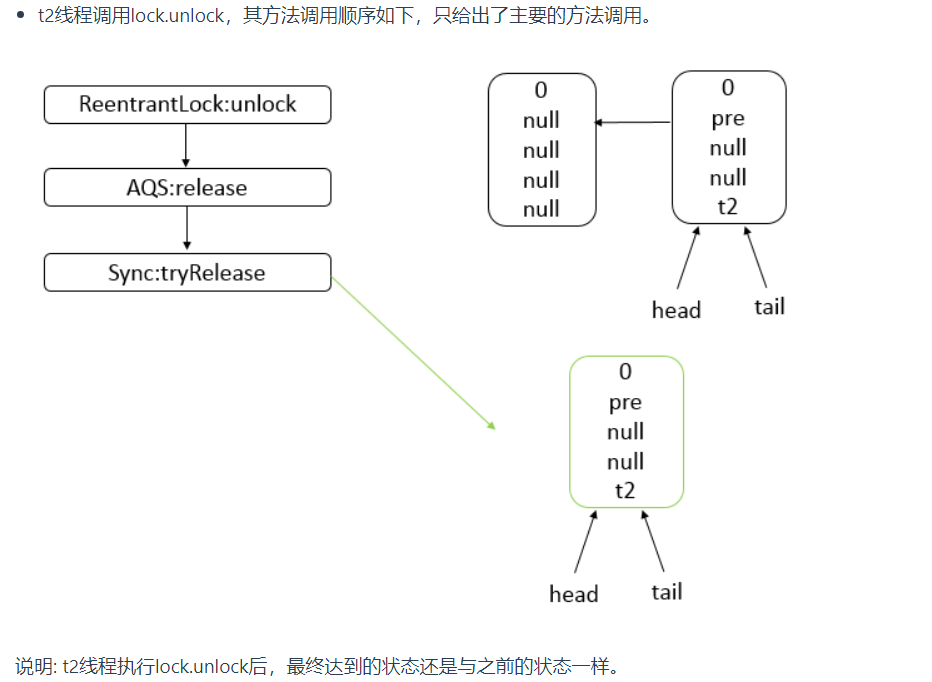 t2线程调用lock.unlock，其方法调用顺序如下，只给出了主要的方法调用。
ReentrantLock:unlock
AQS:release
Sync:tryRelease
0
null
null
null
null
0
pre
null
null
t2
head
tail
0
pre
null
null
t2
head
tail
说明: t2线程执行lock.unlock后，最终达到的状态还是与之前的状态一样。